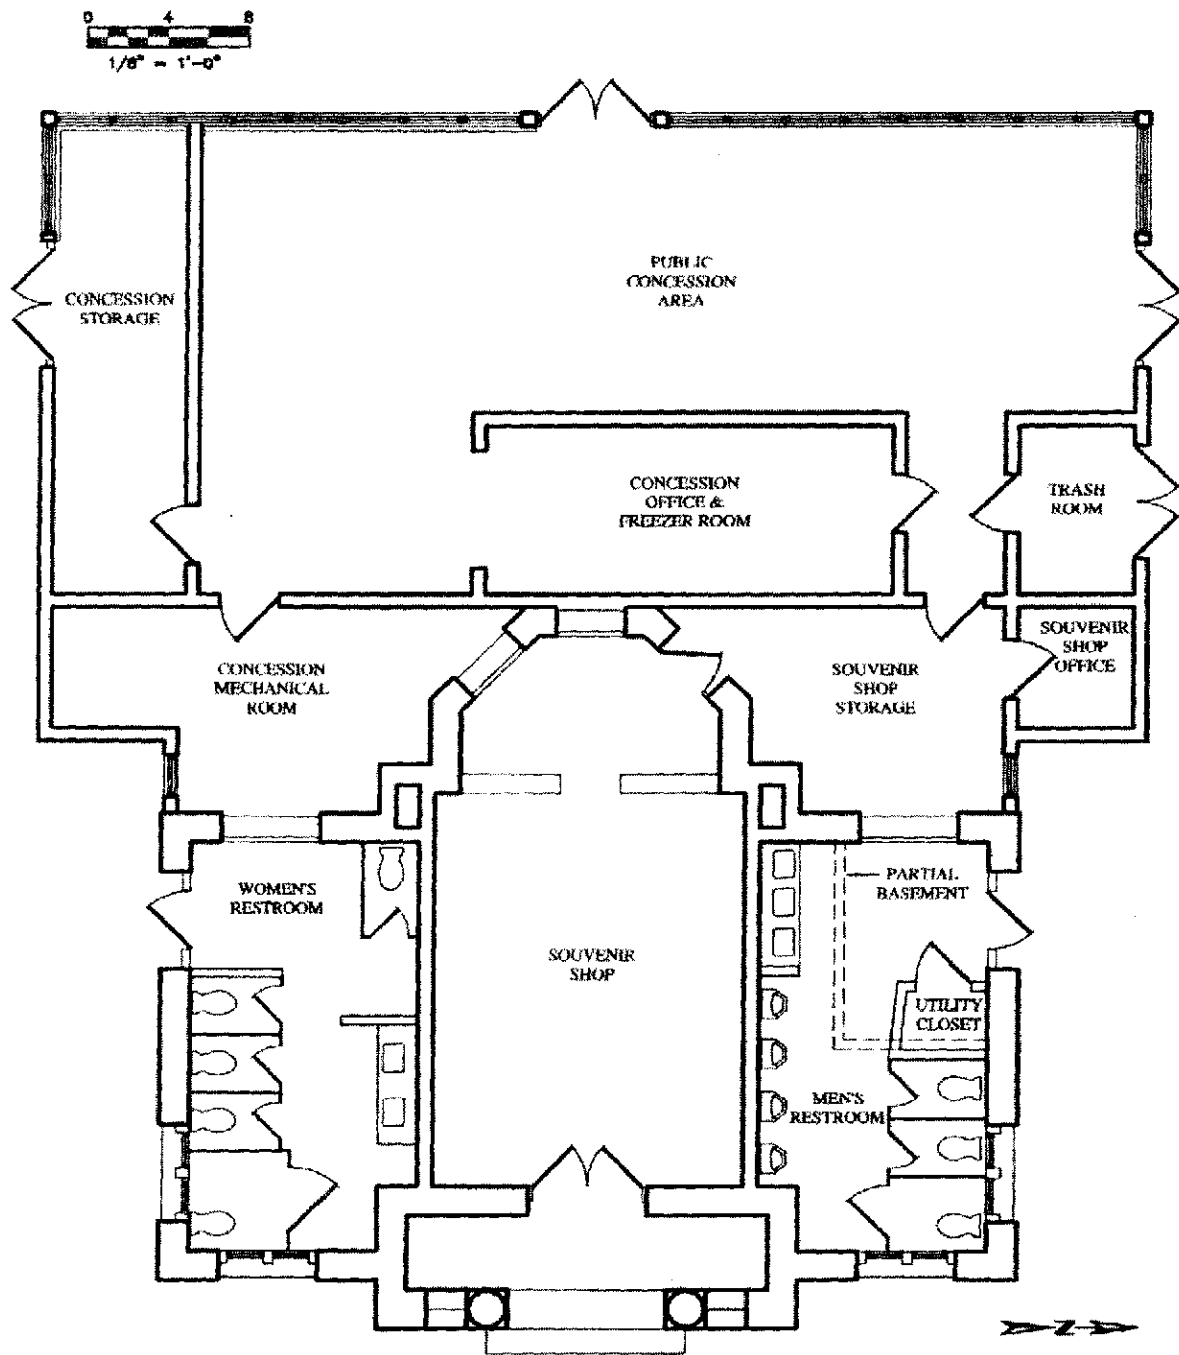 0 4 8
1/8" = 1'-0"
PUBLIC
CONCESSION
AREA
CONCESSION
STORAGE
CONCESSION
OFFICE &
FREEZER ROOM
TRASH
ROOM
SOUVENIR
SHOP
OFFICE
CONCESSION
MECHANICAL
ROOM
SOUVENIR
SHOP
STORAGE
WOMEN'S
RESTROOM
PARTIAL
BASEMENT
SOUVENIR
SHOP
UTILITY
CLOSET
MEN'S
RESTROOM
N